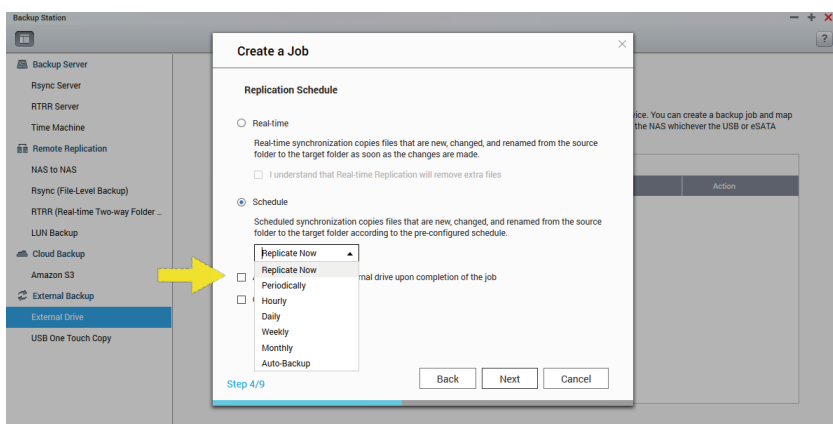 Backup Station
Create a Job
Backup Server
Rsync Server
RTRR Server
Time Machine
Remote Replication
NAS to NAS
Rsync (File-Level Backup)
RTRR (Real-time Two-way Folder ...
LUN Backup
Cloud Backup
Amazon S3
External Backup
External Drive
USB One Touch Copy
Replication Schedule
Real-time
Real-time synchronization copies files that are new, changed, and renamed from the source
folder to the target folder as soon as the changes are made.
I understand that Real-time Replication will remove extra files
Schedule
Scheduled synchronization copies files that are new, changed, and renamed from the source
folder to the target folder according to the pre-configured schedule.
Replicate Now
Replicate Now
Periodically
Hourly
Daily
Weekly
Monthly
Auto-Backup
drive upon completion of the job
Step 4/9
Back
Next
Cancel
You can create a backup job and map
the NAS whichever the USB or eSATA
Action
?